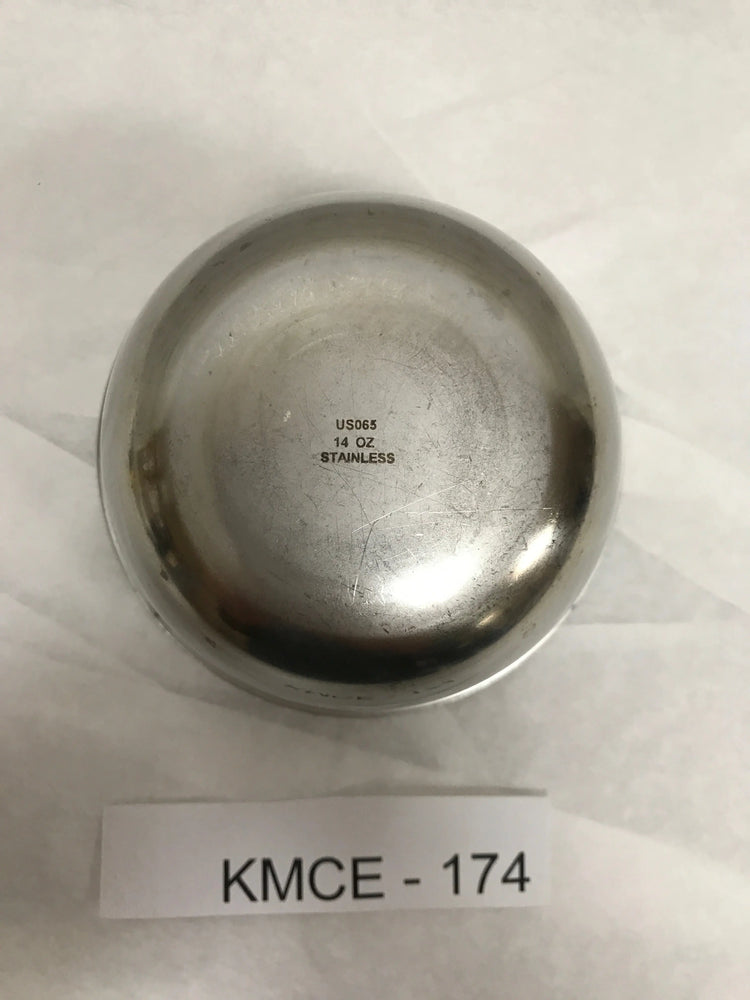 US065
14 OZ
STAINLESS
KMCE - 174